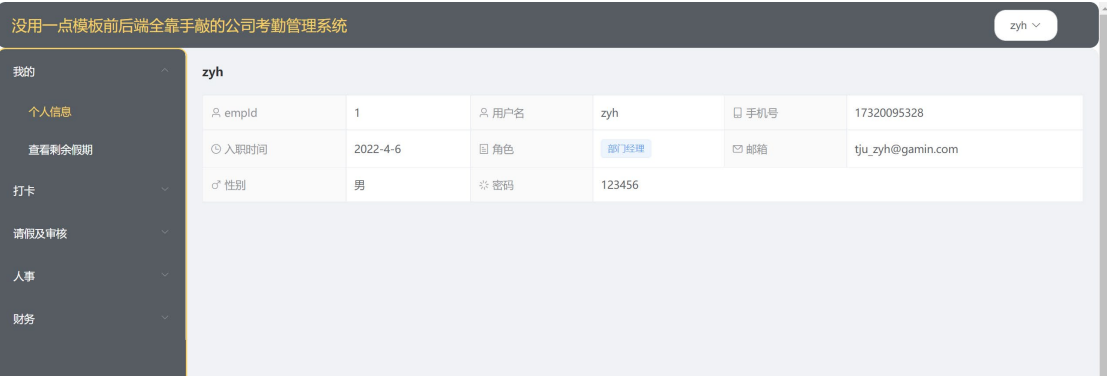 没用一点模板前后端全靠手敲的公司考勤管理系统
zyh
我的
个人信息
查看剩余假期
打卡
请假及审核
人事
财务
zyh
empId 1 用户名 zyh 手机号 17320095328
入职时间 2022-4-6 角色 部门经理 邮箱 tju_zyh@gamin.com
性别 男 密码 123456